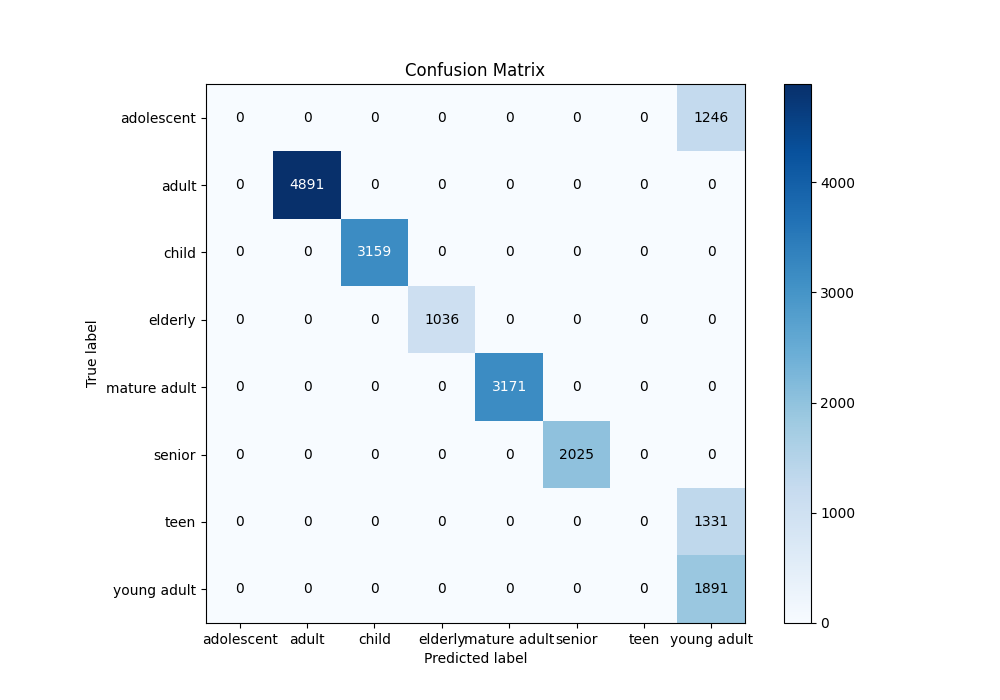 Confusion Matrix
adolescent 0 0 0 0 0 0 0 1246
adult 0 4891 0 0 0 0 0 0
child 0 0 3159 0 0 0 0 0
elderly 0 0 0 1036 0 0 0 0
mature adult 0 0 0 0 3171 0 0 0
senior 0 0 0 0 0 2025 0 0
teen 0 0 0 0 0 0 0 1331
young adult 0 0 0 0 0 0 0 1891
adolescent adult child elderly mature adult senior teen young adult
Predicted label
True label
4000
3000
2000
1000
0